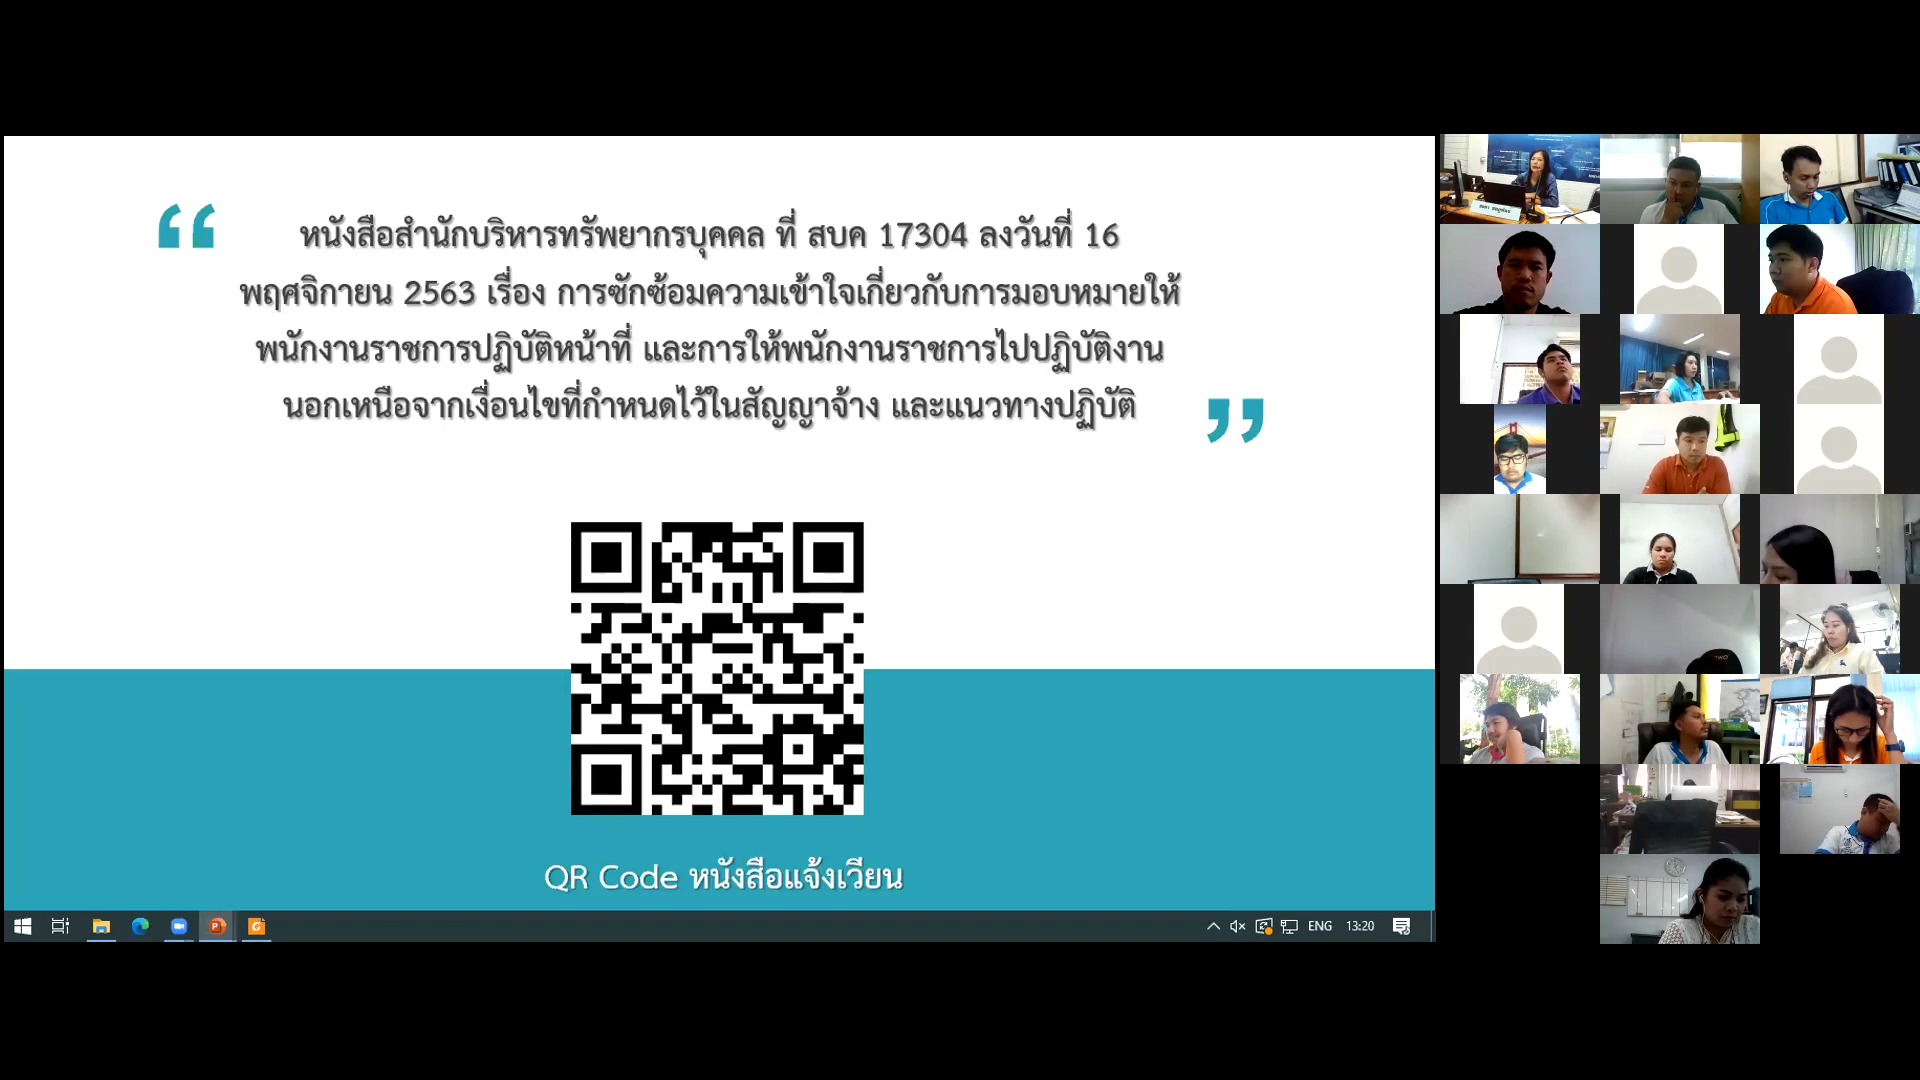 หนังสือสำนักบริหารทรัพยากรบุคคล ที่ สบค 17304 ลงวันที่ 16
พฤศจิกายน 2563 เรื่อง การซักซ้อมความเข้าใจเกี่ยวกับการมอบหมายให้
พนักงานราชการปฏิบัติหน้าที่ และการให้พนักงานราชการไปปฏิบัติงาน
นอกเหนือจากเงื่อนไขที่กำหนดไว้ในสัญญาจ้าง และแนวทางปฏิบัติ
QR Code หนังสือแจ้งเวียน
ENG 13:20